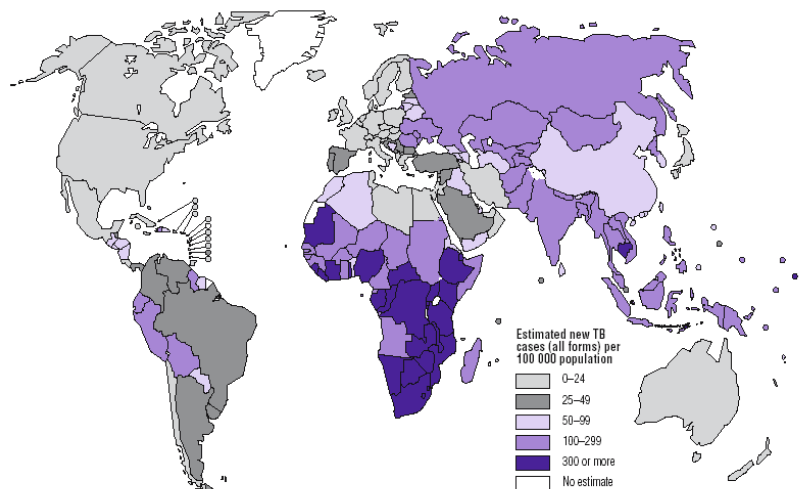 Estimated new TB
cases (all forms) per
100 000 population
0–24
25–49
50–99
100–299
300 or more
No estimate